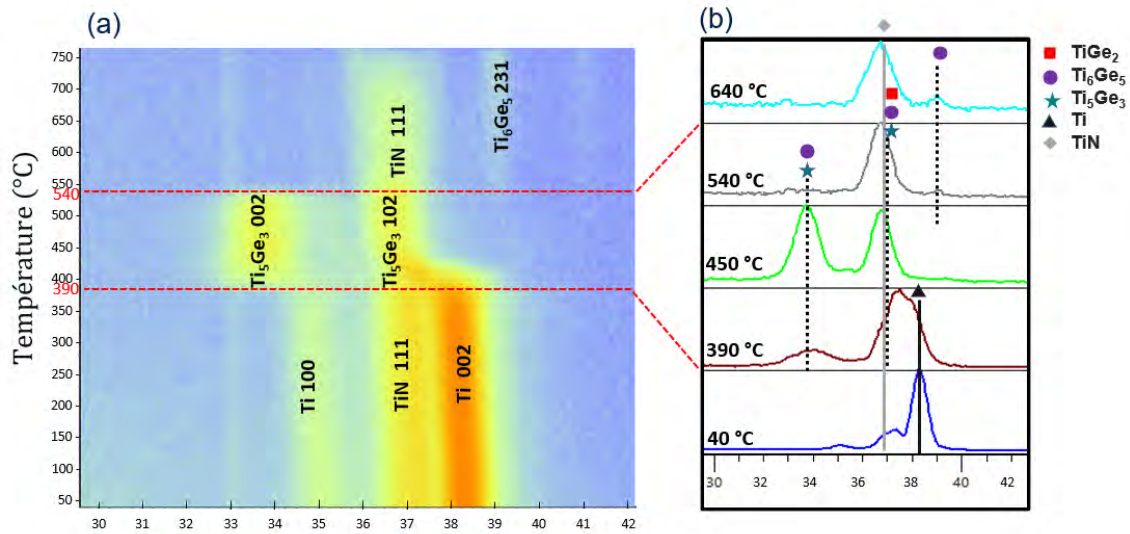 (a)
Température (°C)
750
700
650
600
550
540
500
450
400
390
350
300
250
200
150
100
50
Ti₆Ge₅ 231
TiN 111
Ti₅Ge₃ 002
Ti₅Ge₃ 102
Ti 100
TiN 111
Ti 002
30 31 32 33 34 35 36 37 38 39 40 41 42
(b)
640 °C
540 °C
450 °C
390 °C
40 °C
30 32 34 36 38 40 42
TiGe₂
Ti₆Ge₅
Ti₅Ge₃
Ti
TiN